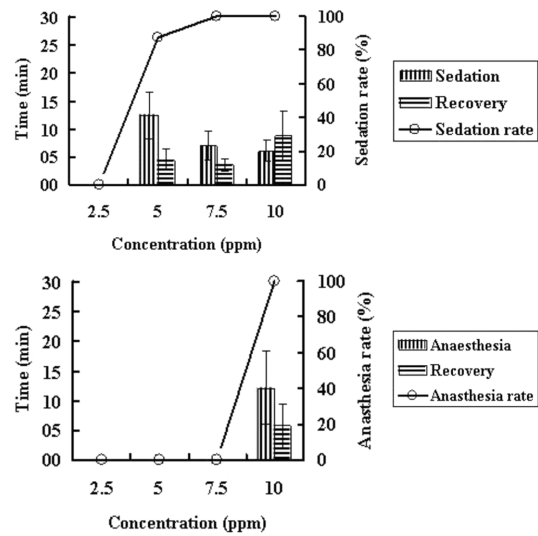 30 100
25 80
20 60
15
10 40
05 20
00 0
Time (min)
Sedation rate (%)
2.5 5 7.5 10
Concentration (ppm)
Sedation
Recovery
Sedation rate
30 100
25 80
20 60
15
10 40
05 20
00 0
Time (min)
Anasthesia rate (%)
2.5 5 7.5 10
Concentration (ppm)
Anaesthesia
Recovery
Anasthesia rate